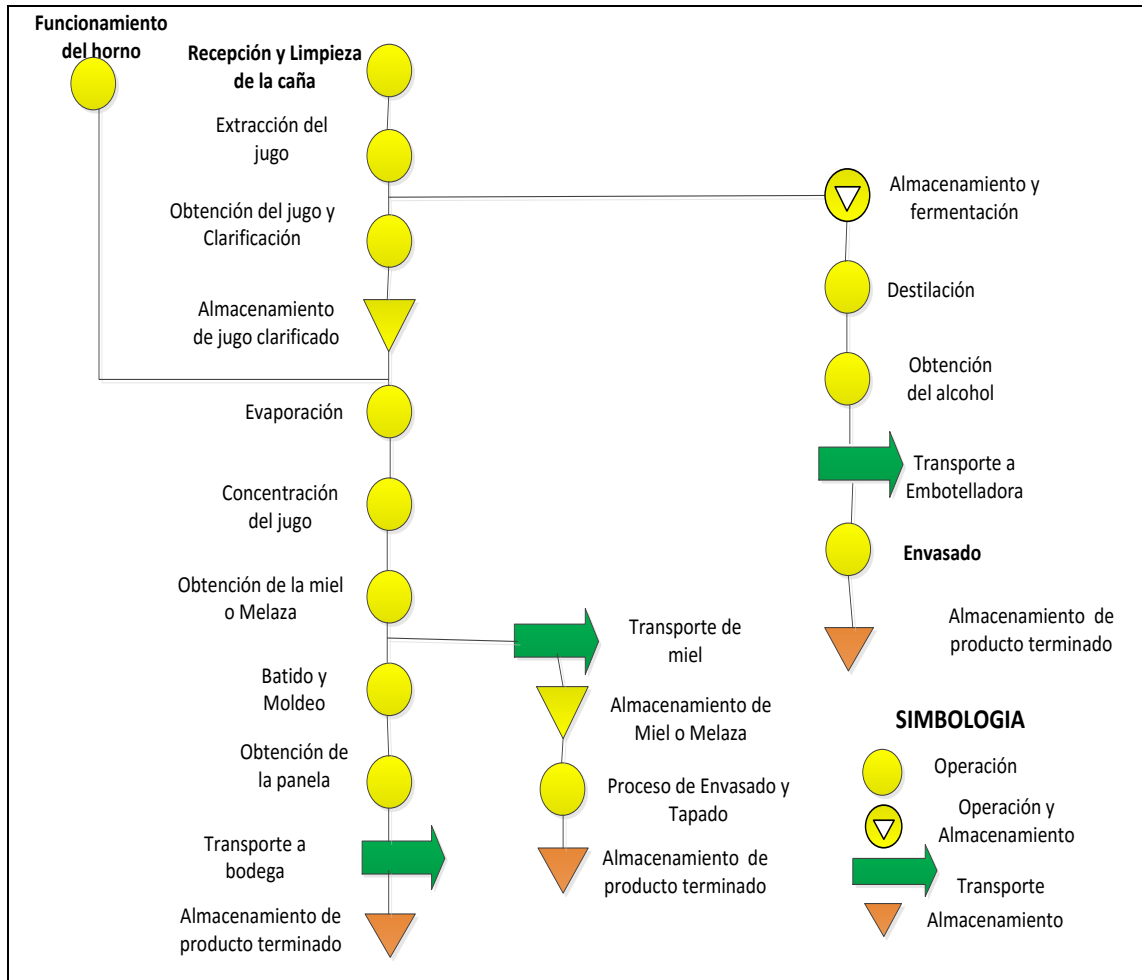 Funcionamiento
del horno
Recepción y Limpieza
de la caña
Extracción del
jugo
Obtención del jugo y
Clarificación
Almacenamiento
de jugo clarificado
Evaporación
Concentración
del jugo
Obtención de la miel
o Melaza
Batido y
Moldeo
Obtención de
la panela
Transporte a
bodega
Almacenamiento de
producto terminado
Transporte de
miel
Almacenamiento de
Miel o Melaza
Proceso de Envasado y
Tapado
Almacenamiento de
producto terminado
Almacenamiento y
fermentación
Destilación
Obtención
del alcohol
Transporte a
Embotelladora
Envasado
Almacenamiento de
producto terminado
SIMBOLOGIA
Operación
Operación y
Almacenamiento
Transporte
Almacenamiento